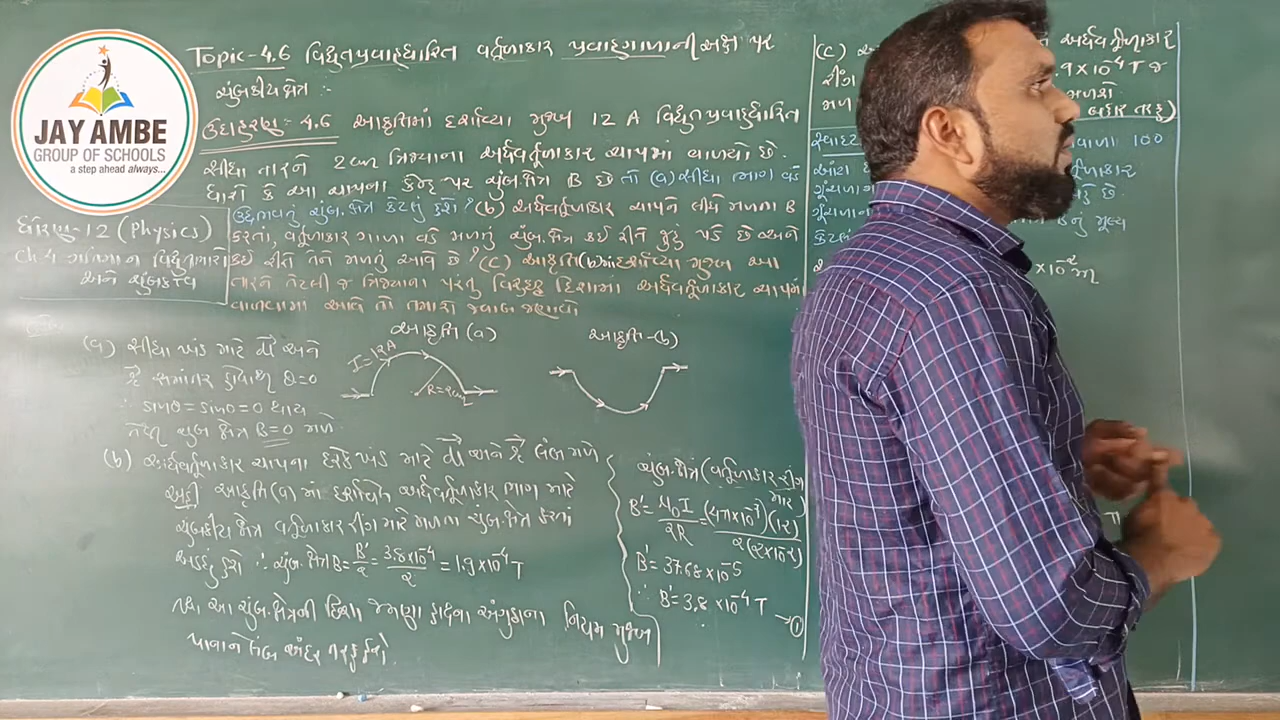 JAY AMBE
GROUP OF SCHOOLS
a step ahead always...
Topic-4.6 વિદ્યુતપ્રવાહધારિત વર્તુળાકાર પ્રવાહગાળાની અક્ષ પર
ચુંબકીયક્ષેત્ર :-
ઉદાહરણ:- 4.6 આકૃતિમાં દર્શાવ્યા મુજબ 12 A વિદ્યુતપ્રવાહધારિત
સીધા તારને 2cm ત્રિજ્યાના અર્ધવર્તુળાકાર ચાપમાં વાળ્યો છે.
ધારો કે આ ચાપના કેન્દ્ર પર ચુંબ.ક્ષેત્ર B છે તો (a) સીધા ભાગ વડે
ઉદ્ભવતું ચુંબ.ક્ષેત્ર કેટલું હશે? (b) અર્ધવર્તુળાકાર ચાપને લીધે મળતા B
કરતાં, વર્તુળાકાર ગાળા વડે મળતું ચુંબ.ક્ષેત્ર કઈ રીતે જુદું પડે છે અને
કઈ રીતે તેને મળતું આવે છે? (c) આકૃતિ(b)માં દર્શાવ્યા મુજબ આ
તારને તેટલી જ ત્રિજ્યાના પરંતુ વિરુદ્ધ દિશામાં અર્ધવર્તુળાકાર ચાપમાં
વાળવામાં આવે તો તમારો જવાબ જણાવો
ધોરણ-12 (Physics)
ch 4 ગતિમાન વિદ્યુતભારો
અને ચુંબકત્વ
આકૃતિ (a)
I=12A
R=2cm
આકૃતિ-(b)
(a) સીધા ખંડ માટે dl અને
r સમાંતર હોવાથી θ=0
∴ sinθ = sin0 = 0 થાય
તેથી ચુંબ.ક્ષેત્ર B=0 મળે
(b) અર્ધવર્તુળાકાર ચાપના દરેક ખંડ માટે dl અને r લંબ મળે
અહીં આકૃતિ(a) માં દર્શાવેલ અર્ધવર્તુળાકાર ભાગ માટે
ચુંબકીય ક્ષેત્ર વર્તુળાકાર રીંગ માટે મળતા ચુંબ.ક્ષેત્ર કરતાં
અડધું હશે ∴ ચુંબ.ક્ષેત્ર B = B'/2 = 3.8×10⁻⁴/2 = 1.9×10⁻⁴ T
તથા આ ચુંબ.ક્ષેત્રની દિશા જમણા હાથના અંગુઠાના નિયમ મુજબ
પાનાને લંબ અંદર તરફ હશે.
ચુંબ.ક્ષેત્ર (વર્તુળાકાર રીંગ
માટે)
B' = μ₀I/2R = (4π×10⁻⁷)(12)/2(2×10⁻²)
B' = 37.68×10⁻⁵
∴ B' = 3.8×10⁻⁴ T →①
(c)
અર્ધવર્તુળાકાર
રીંગ
.9×10⁻⁴ T જ
મળશે
બહાર તરફ)
વાળા 100
આંટા
કેટલું
નું મૂલ્ય
×10⁻²મ